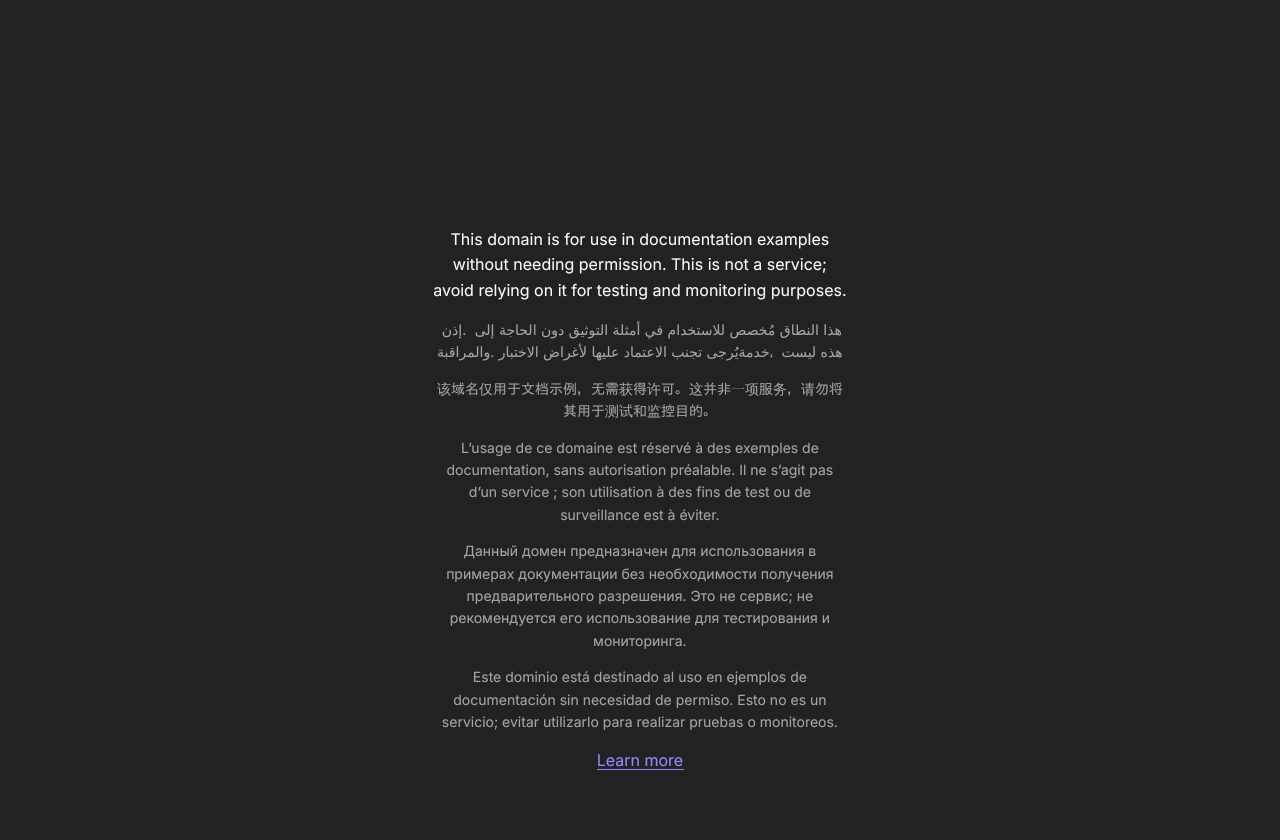 This domain is for use in documentation examples
without needing permission. This is not a service;
avoid relying on it for testing and monitoring purposes.
هذا النطاق مُخصص للاستخدام في أمثلة التوثيق دون الحاجة إلى إذن.
هذه ليست خدمة، يُرجى تجنب الاعتماد عليها لأغراض الاختبار والمراقبة.
该域名仅用于文档示例，无需获得许可。这并非一项服务，请勿将
其用于测试和监控目的。
L’usage de ce domaine est réservé à des exemples de
documentation, sans autorisation préalable. Il ne s’agit pas
d’un service ; son utilisation à des fins de test ou de
surveillance est à éviter.
Данный домен предназначен для использования в
примерах документации без необходимости получения
предварительного разрешения. Это не сервис; не
рекомендуется его использование для тестирования и
мониторинга.
Este dominio está destinado al uso en ejemplos de
documentación sin necesidad de permiso. Esto no es un
servicio; evitar utilizarlo para realizar pruebas o monitoreos.
Learn more